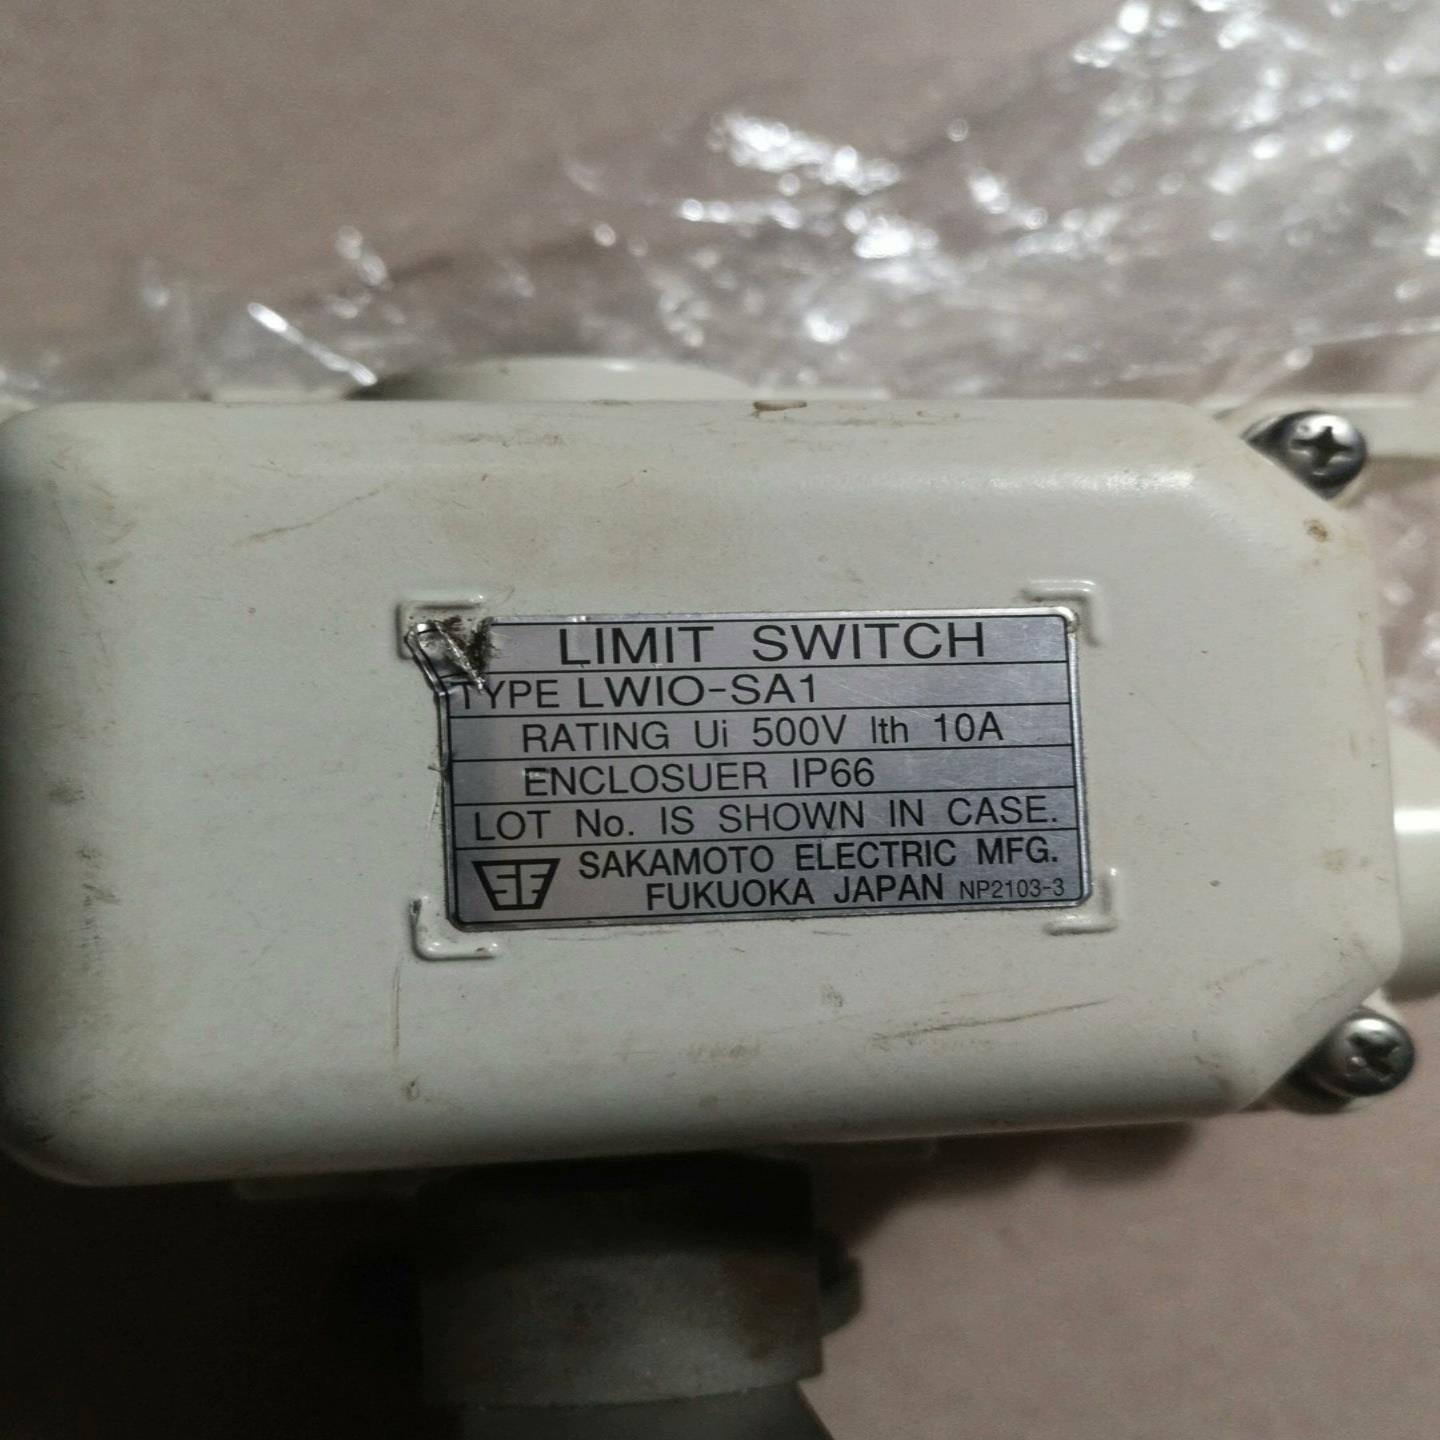 LIMIT SWITCH
TYPE LWIO-SA1
RATING Ui 500V Ith 10A
ENCLOSUER IP66
LOT No. IS SHOWN IN CASE.
SAKAMOTO ELECTRIC MFG.
FUKUOKA JAPAN NP2103-3